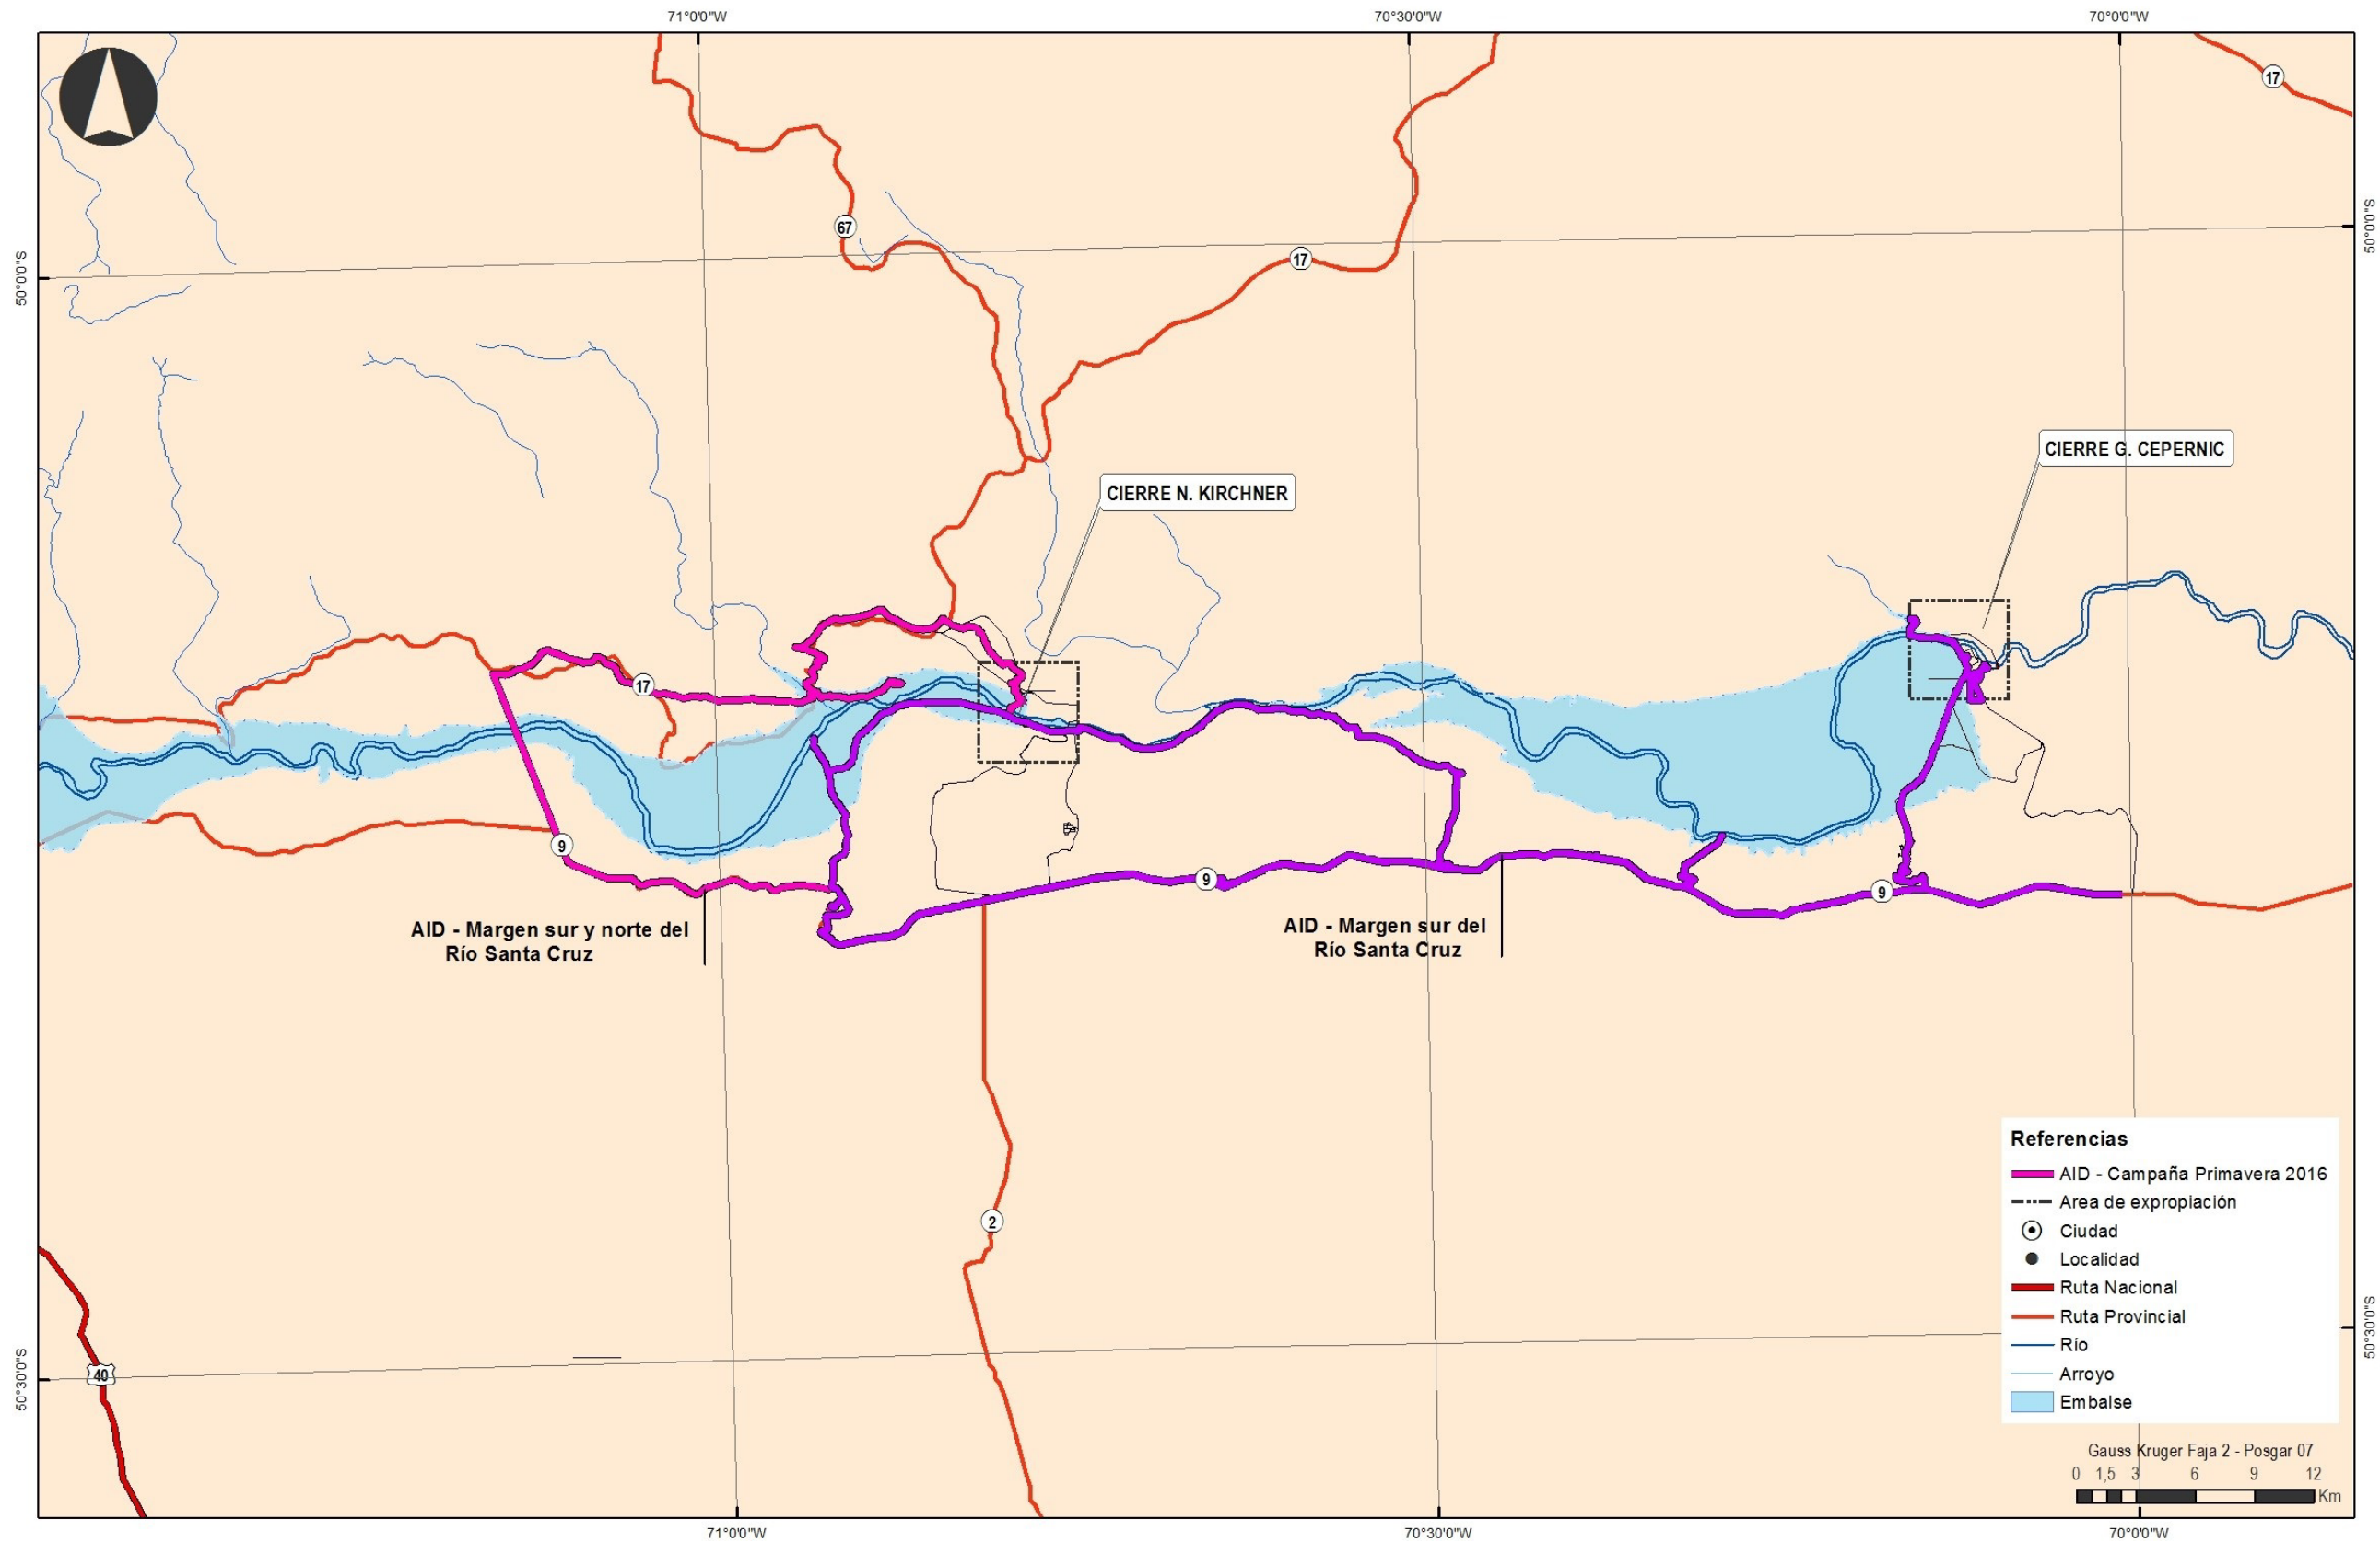 71°0'0"W
70°30'0"W
70°0'0"W
17
67
50°0'0"S
50°0'0"S
17
CIERRE G. CEPERNIC
CIERRE N. KIRCHNER
17
9
9
9
AID - Margen sur y norte del
Río Santa Cruz
AID - Margen sur del
Río Santa Cruz
2
40
50°30'0"S
50°30'0"S
Referencias
AID - Campaña Primavera 2016
Area de expropiación
Ciudad
Localidad
Ruta Nacional
Ruta Provincial
Río
Arroyo
Embalse
Gauss Kruger Faja 2 - Posgar 07
0 1,5 3 6 9 12
Km
71°0'0"W
70°30'0"W
70°0'0"W